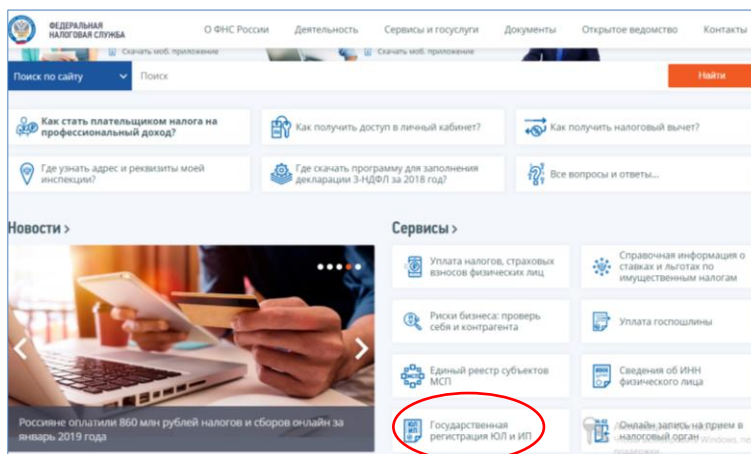 ФЕДЕРАЛЬНАЯ
НАЛОГОВАЯ СЛУЖБА
О ФНС России
Деятельность
Сервисы и госуслуги
Документы
Открытое ведомство
Контакты
Скачать моб. приложение
Скачать моб. приложение
Поиск по сайту
Поиск
Найти
Как стать плательщиком налога на
профессиональный доход?
Как получить доступ в личный кабинет?
Как получить налоговый вычет?
Где узнать адрес и реквизиты моей
инспекции?
Где скачать программу для заполнения
декларации 3-НДФЛ за 2018 год?
Все вопросы и ответы...
Новости >
Россияне оплатили 860 млн рублей налогов и сборов онлайн за
январь 2019 года
Сервисы >
Уплата налогов, страховых
взносов физических лиц
Справочная информация о
ставках и льготах по
имущественным налогам
Риски бизнеса: проверь
себя и контрагента
Уплата госпошлины
Единый реестр субъектов
МСП
Сведения об ИНН
физического лица
Государственная
регистрация ЮЛ и ИП
Онлайн запись на прием в
налоговый орган